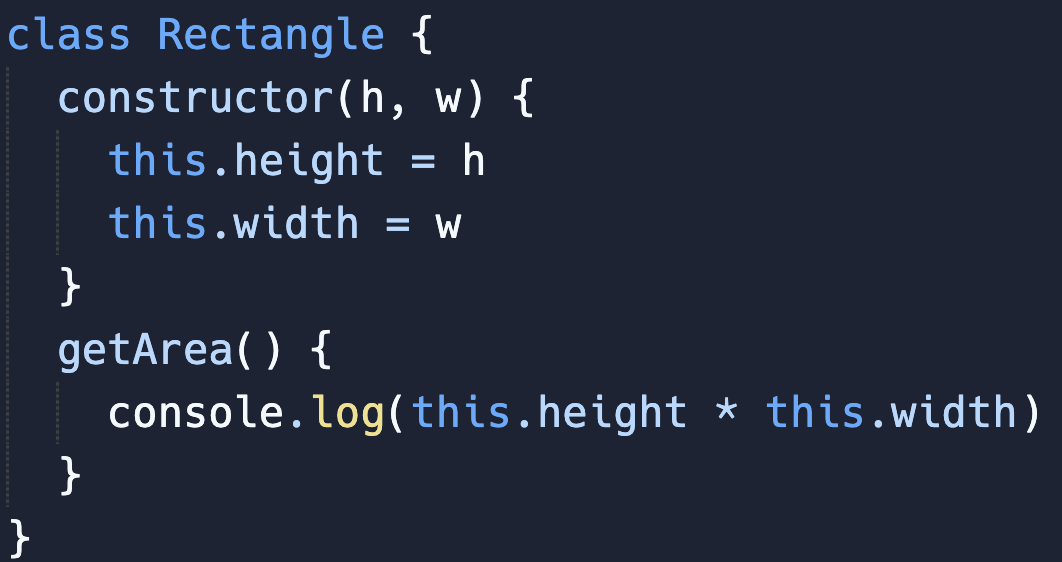 class Rectangle {
  constructor(h, w) {
    this.height = h
    this.width = w
  }
  getArea() {
    console.log(this.height * this.width)
  }
}